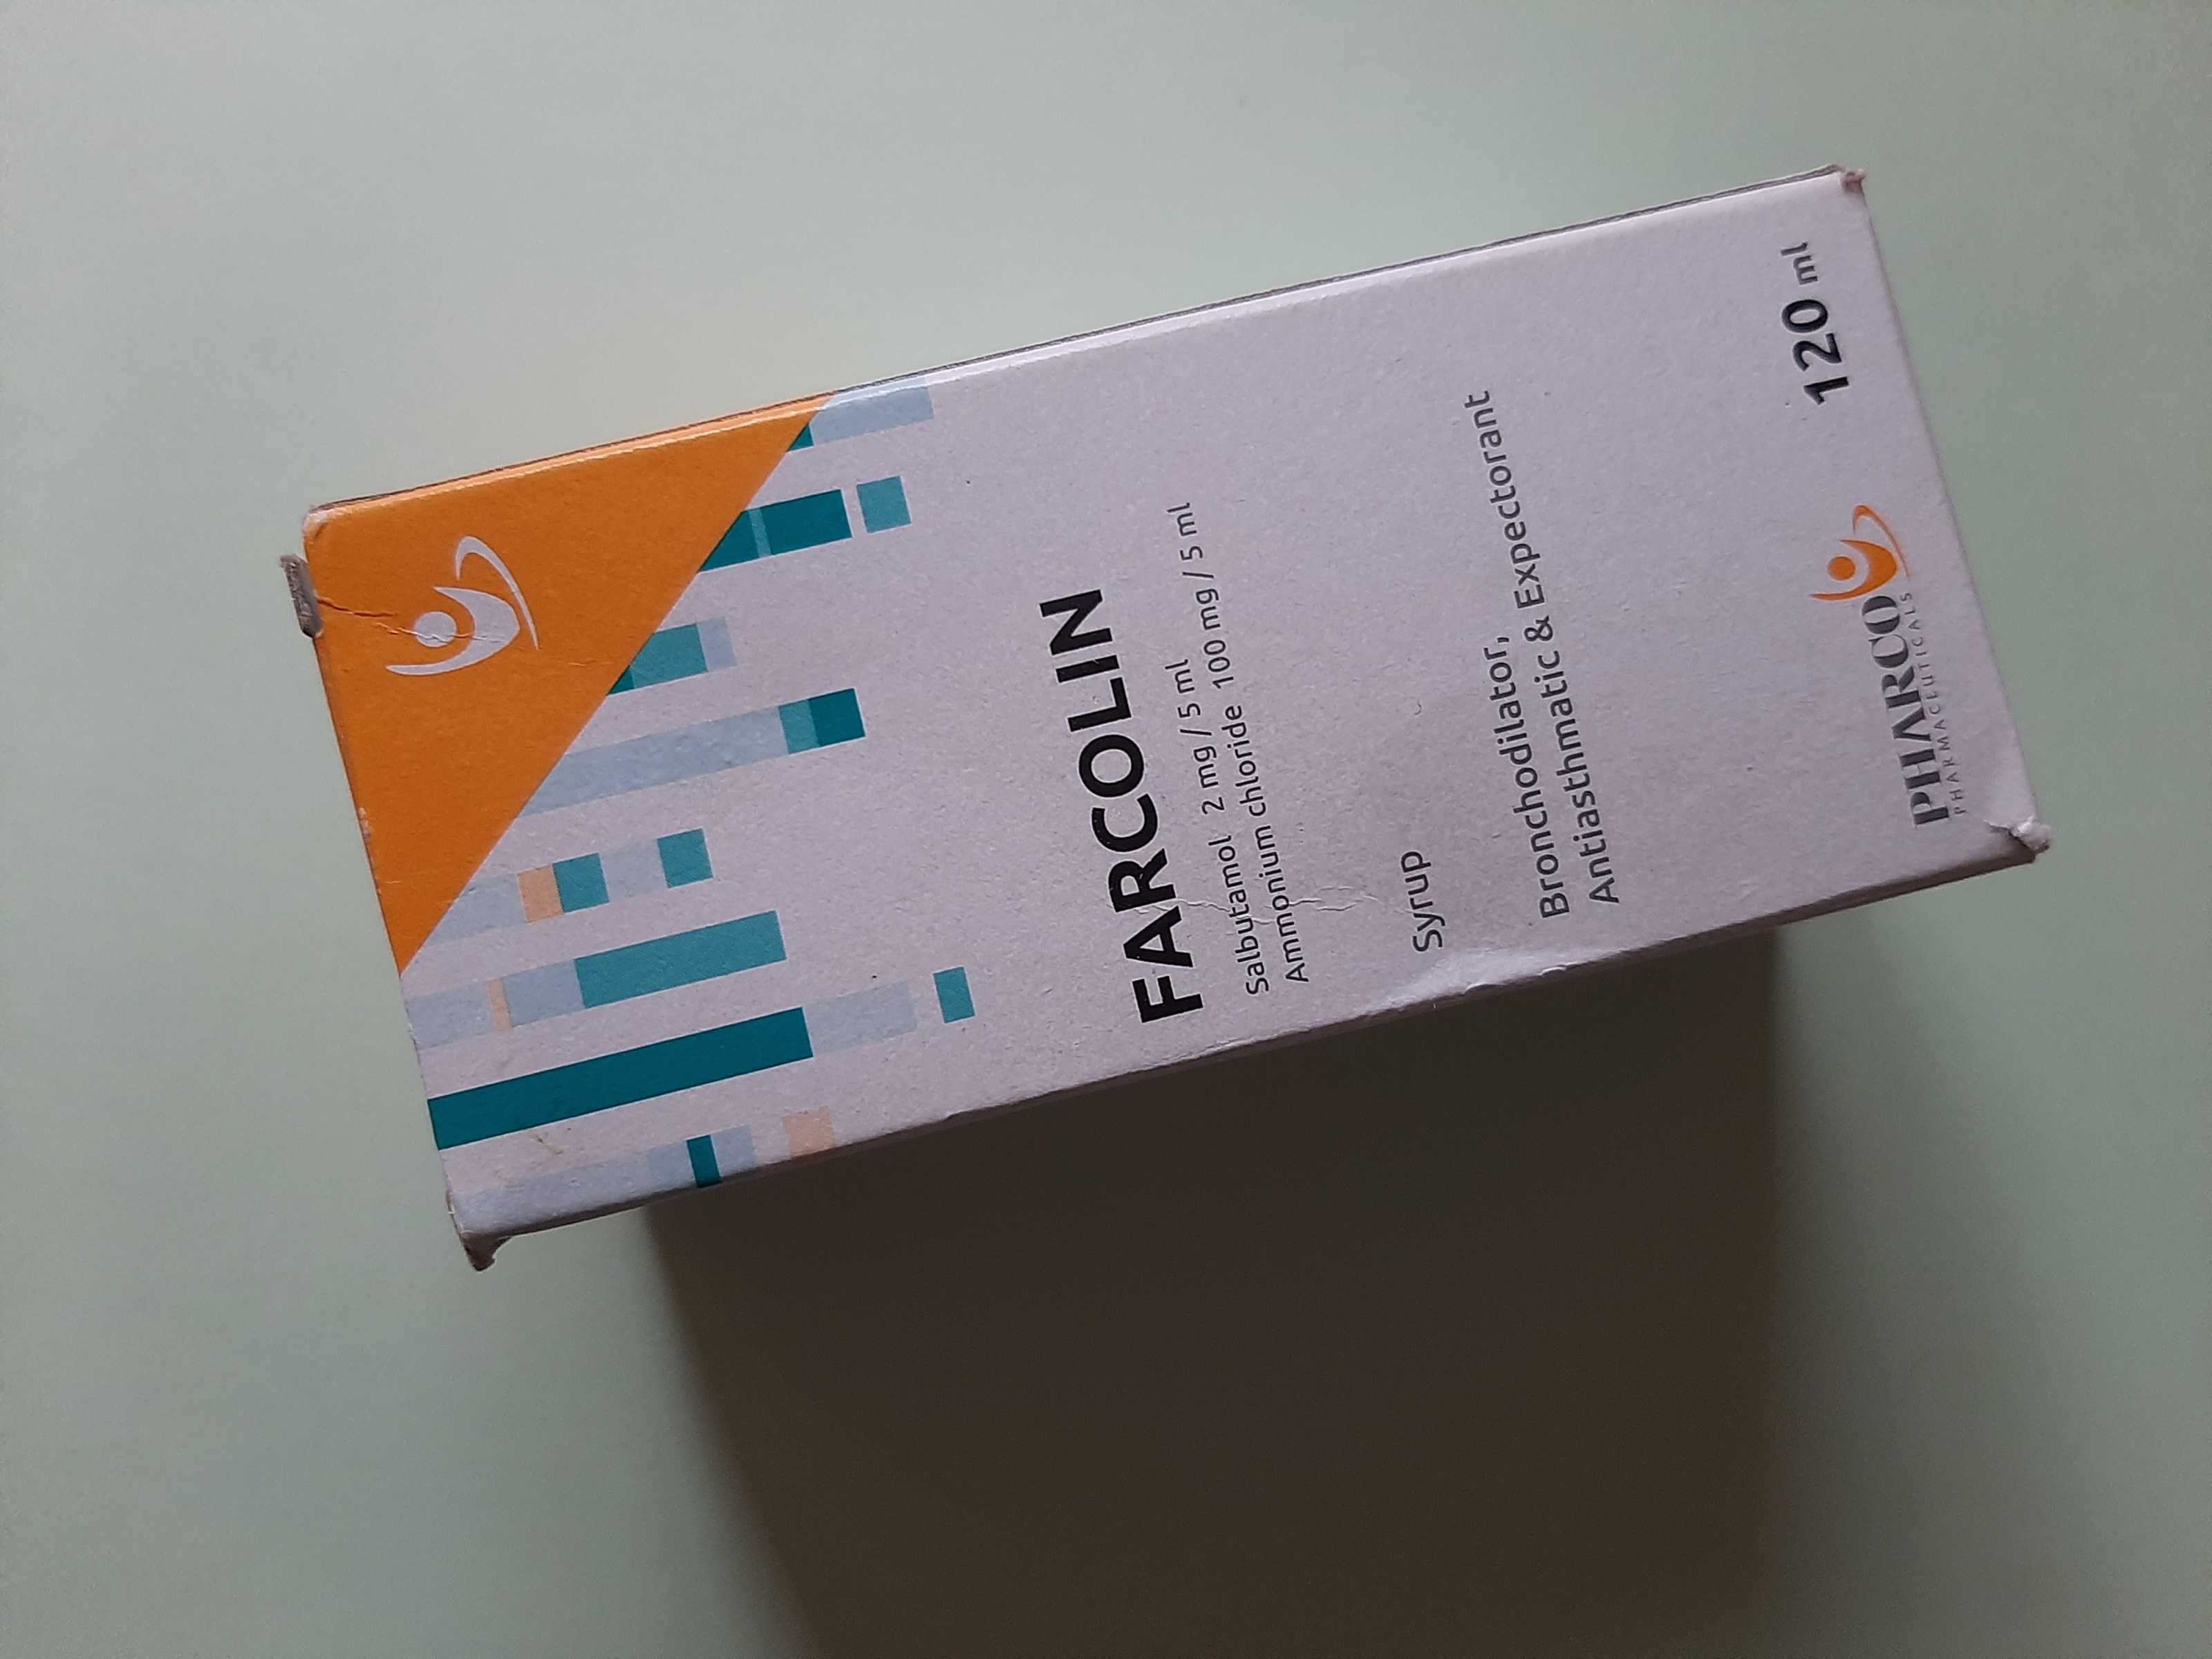 FARCOLIN
Salbutamol 2 mg / 5 ml
Ammonium chloride 100 mg / 5 ml
Syrup
Bronchodilator,
Antiasthmatic & Expectorant
PHARCO
PHARMACEUTICALS
120 ml